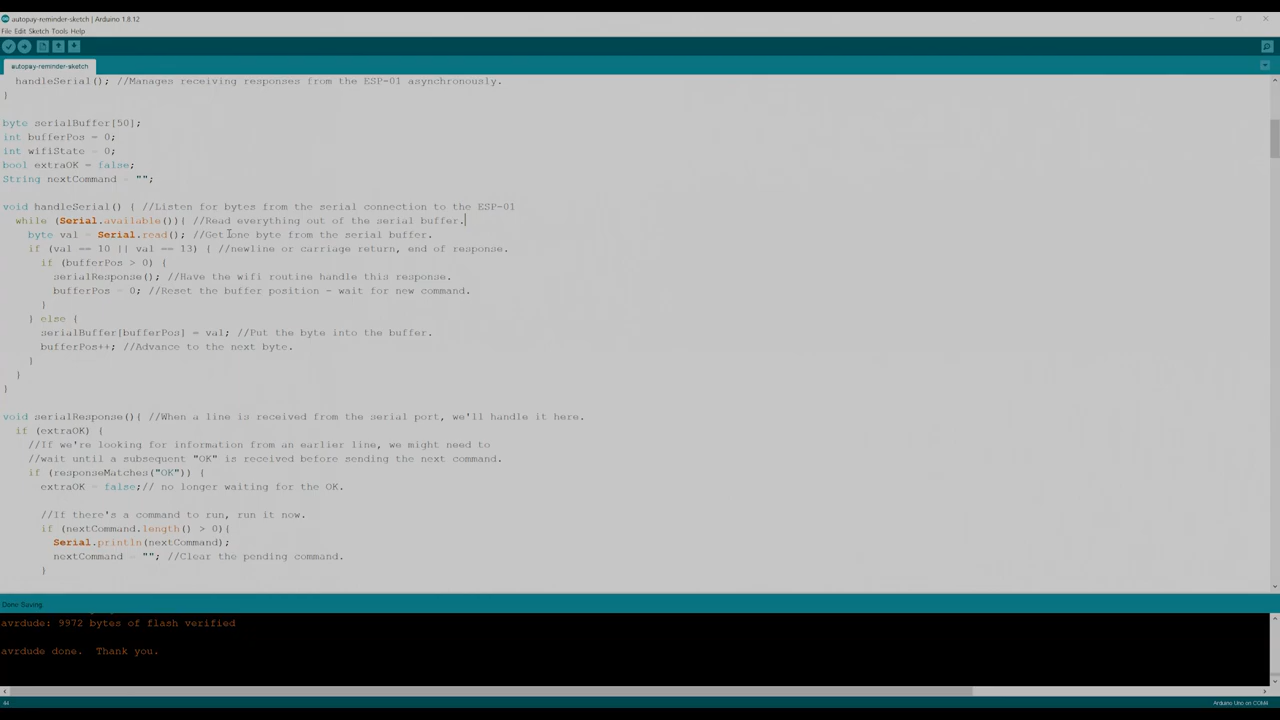 autopay-reminder-sketch | Arduino 1.8.12
File Edit Sketch Tools Help
autopay-reminder-sketch
handleSerial(); //Manages receiving responses from the ESP-01 asynchronously.
}
byte serialBuffer[50];
int bufferPos = 0;
int wifiState = 0;
bool extraOK = false;
String nextCommand = "";
void handleSerial() { //Listen for bytes from the serial connection to the ESP-01
while (Serial.available()){ //Read everything out of the serial buffer.
byte val = Serial.read(); //Get one byte from the serial buffer.
if (val == 10 || val == 13) { //newline or carriage return, end of response.
if (bufferPos > 0) {
serialResponse(); //Have the wifi routine handle this response.
bufferPos = 0; //Reset the buffer position - wait for new command.
}
} else {
serialBuffer[bufferPos] = val; //Put the byte into the buffer.
bufferPos++; //Advance to the next byte.
}
}
}
void serialResponse(){ //When a line is received from the serial port, we'll handle it here.
if (extraOK) {
//If we're looking for information from an earlier line, we might need to
//wait until a subsequent "OK" is received before sending the next command.
if (responseMatches("OK")) {
extraOK = false;// no longer waiting for the OK.
//If there's a command to run, run it now.
if (nextCommand.length() > 0){
Serial.println(nextCommand);
nextCommand = ""; //Clear the pending command.
}
Done Saving
avrdude: 9972 bytes of flash verified
avrdude done.  Thank you.
44
Arduino Uno on COM4